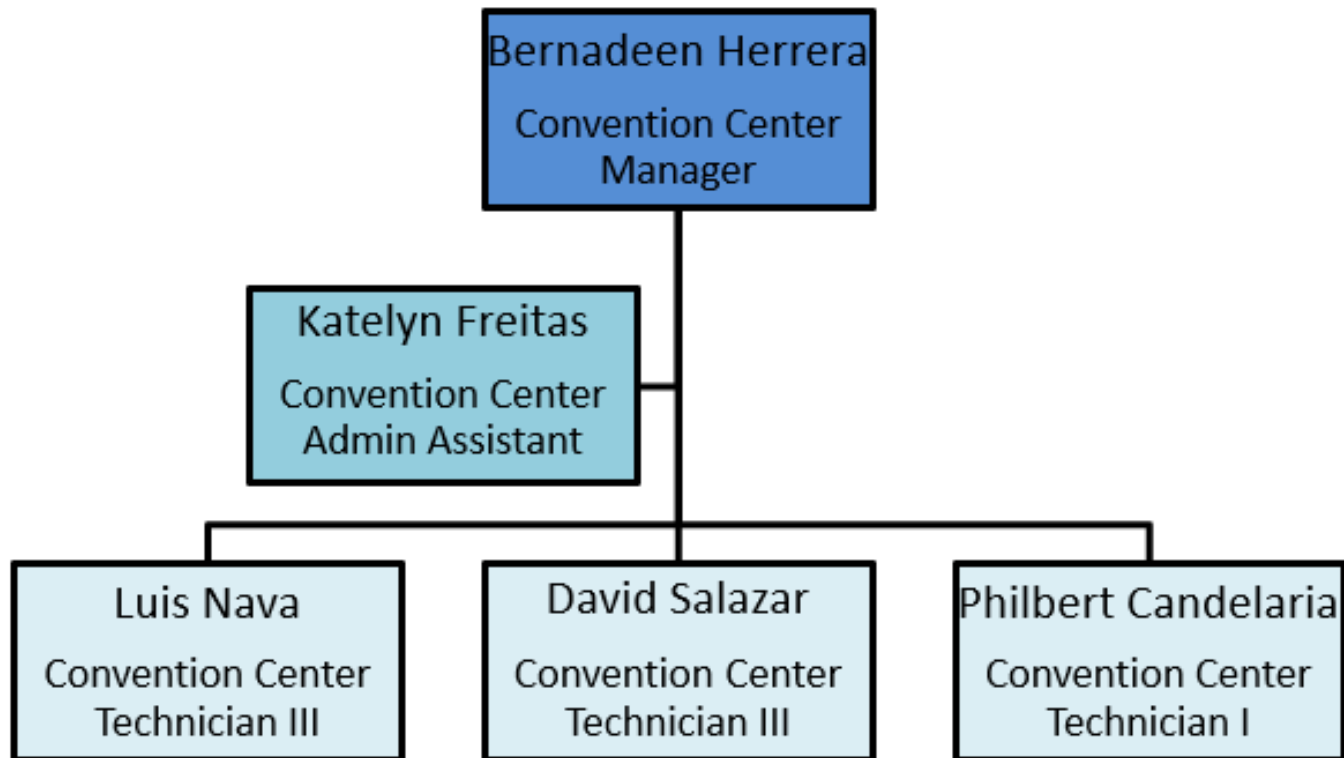 Bernadeen Herrera
Convention Center
Manager
Katelyn Freitas
Convention Center
Admin Assistant
Luis Nava
Convention Center
Technician III
David Salazar
Convention Center
Technician III
Philbert Candelaria
Convention Center
Technician I